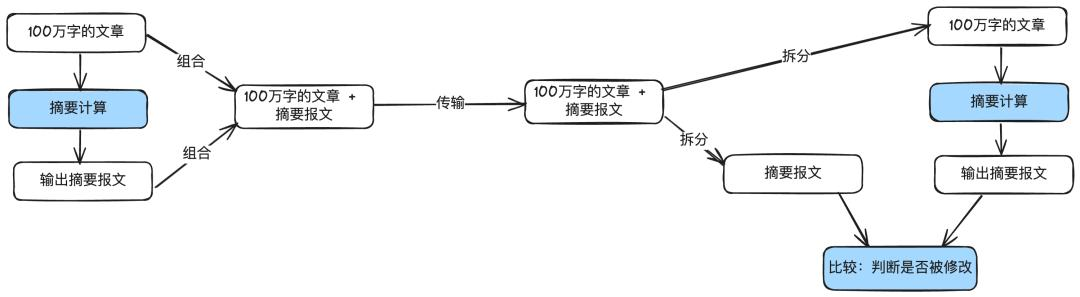 100万字的文章
摘要计算
输出摘要报文
组合
组合
100万字的文章 +
摘要报文
传输
100万字的文章 +
摘要报文
拆分
拆分
摘要报文
100万字的文章
摘要计算
输出摘要报文
比较：判断是否被修改